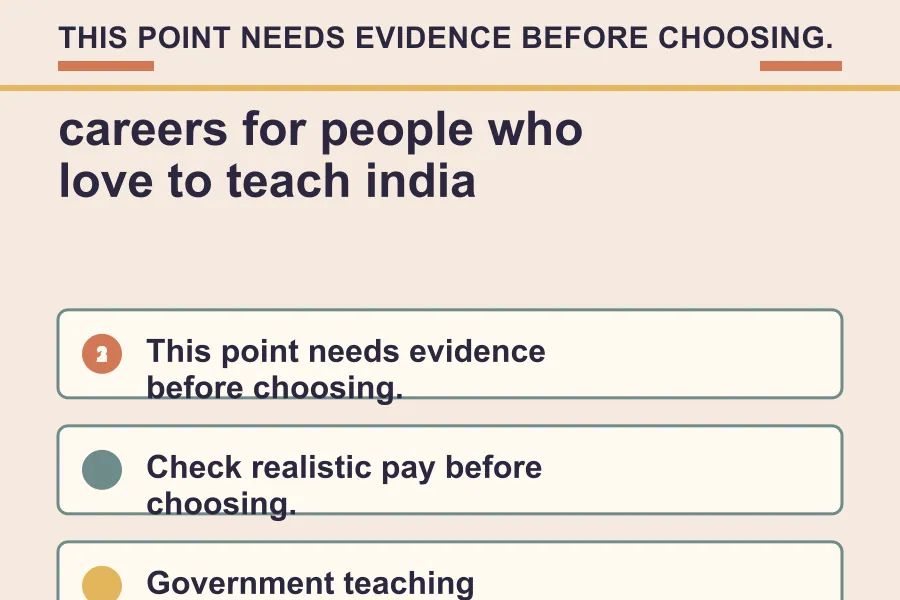 THIS POINT NEEDS EVIDENCE BEFORE CHOOSING.
careers for people who
love to teach india
This point needs evidence
before choosing.
Check realistic pay before
choosing.
Government teaching